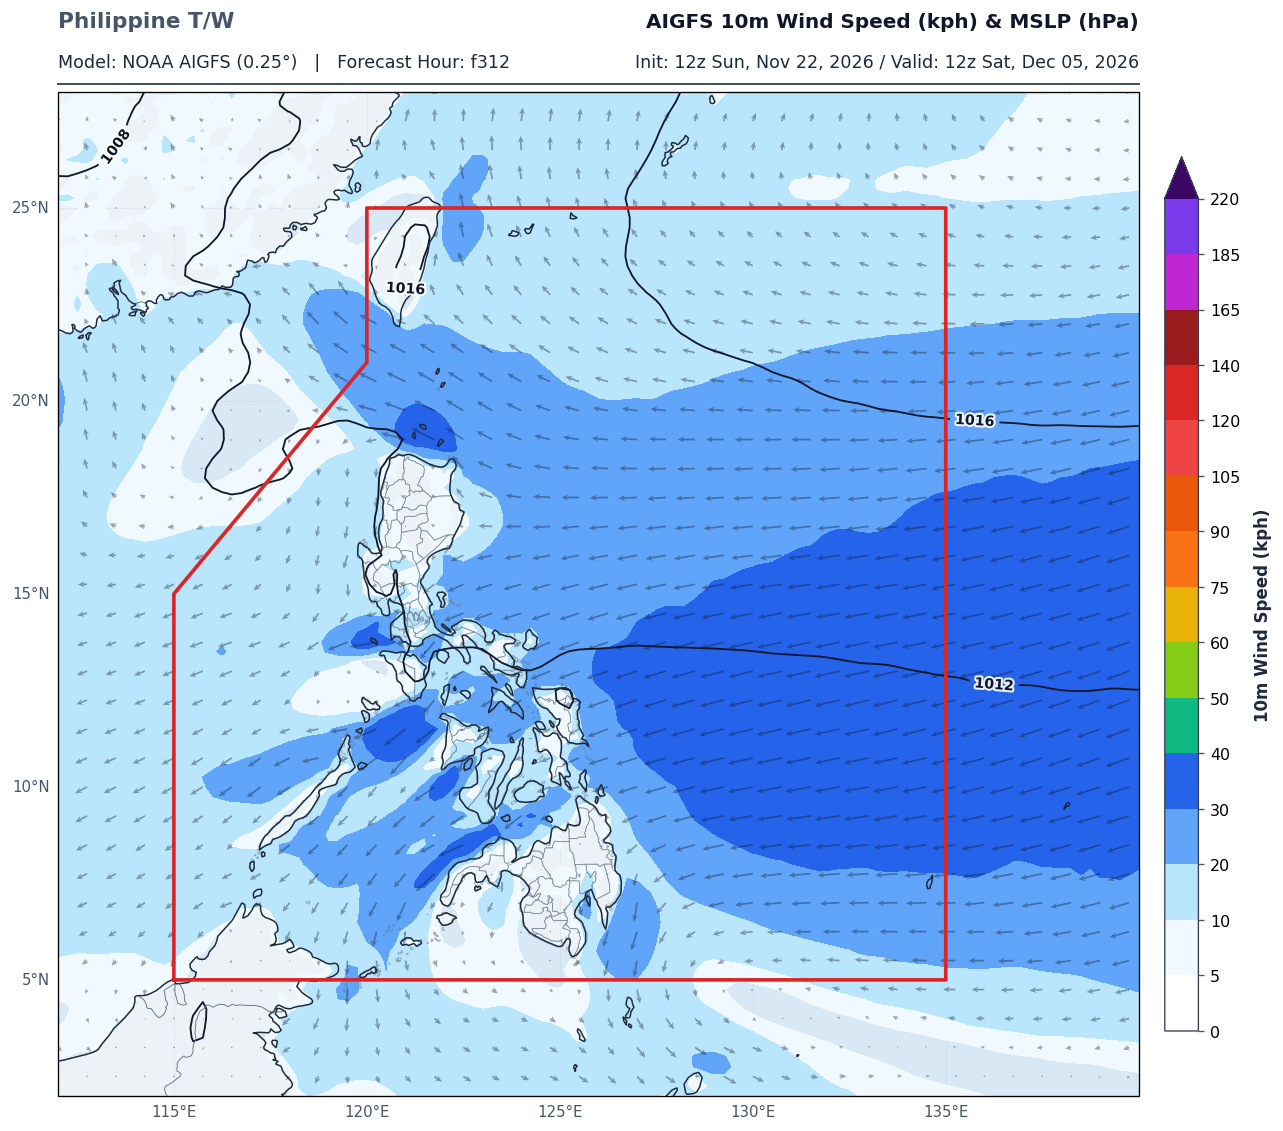 Philippine T/W
AIGFS 10m Wind Speed (kph) & MSLP (hPa)
Model: NOAA AIGFS (0.25°) | Forecast Hour: f312
Init: 12z Sun, Nov 22, 2026 / Valid: 12z Sat, Dec 05, 2026
1008
1016
1016
1012
25°N
20°N
15°N
10°N
5°N
115°E
120°E
125°E
130°E
135°E
220
185
165
140
120
105
90
75
60
50
40
30
20
10
5
0
10m Wind Speed (kph)